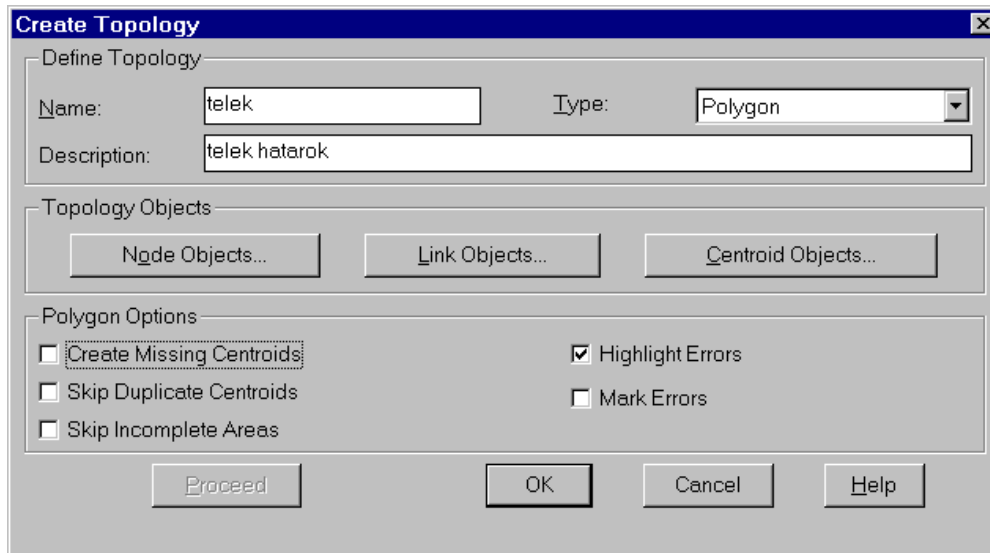 Create Topology
Define Topology
Name: telek Type: Polygon
Description: telek hatarok
Topology Objects
Node Objects... Link Objects... Centroid Objects...
Polygon Options
Create Missing Centroids Highlight Errors
Skip Duplicate Centroids Mark Errors
Skip Incomplete Areas
Proceed OK Cancel Help